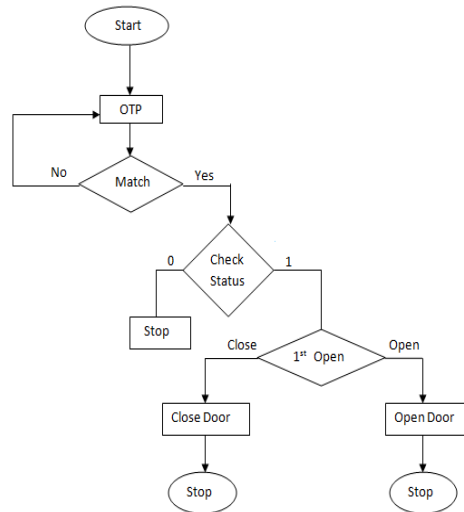 Start
OTP
No
Match
Yes
0
Check
Status
1
Stop
Close
1st Open
Open
Close Door
Open Door
Stop
Stop